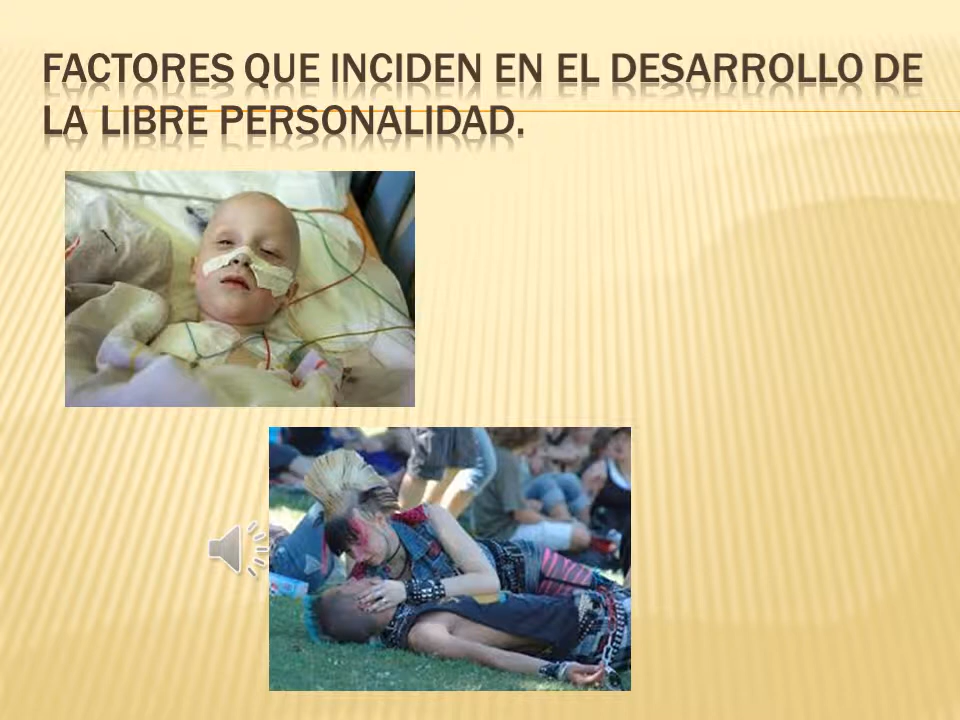 FACTORES QUE INCIDEN EN EL DESARROLLO DE
LA LIBRE PERSONALIDAD.